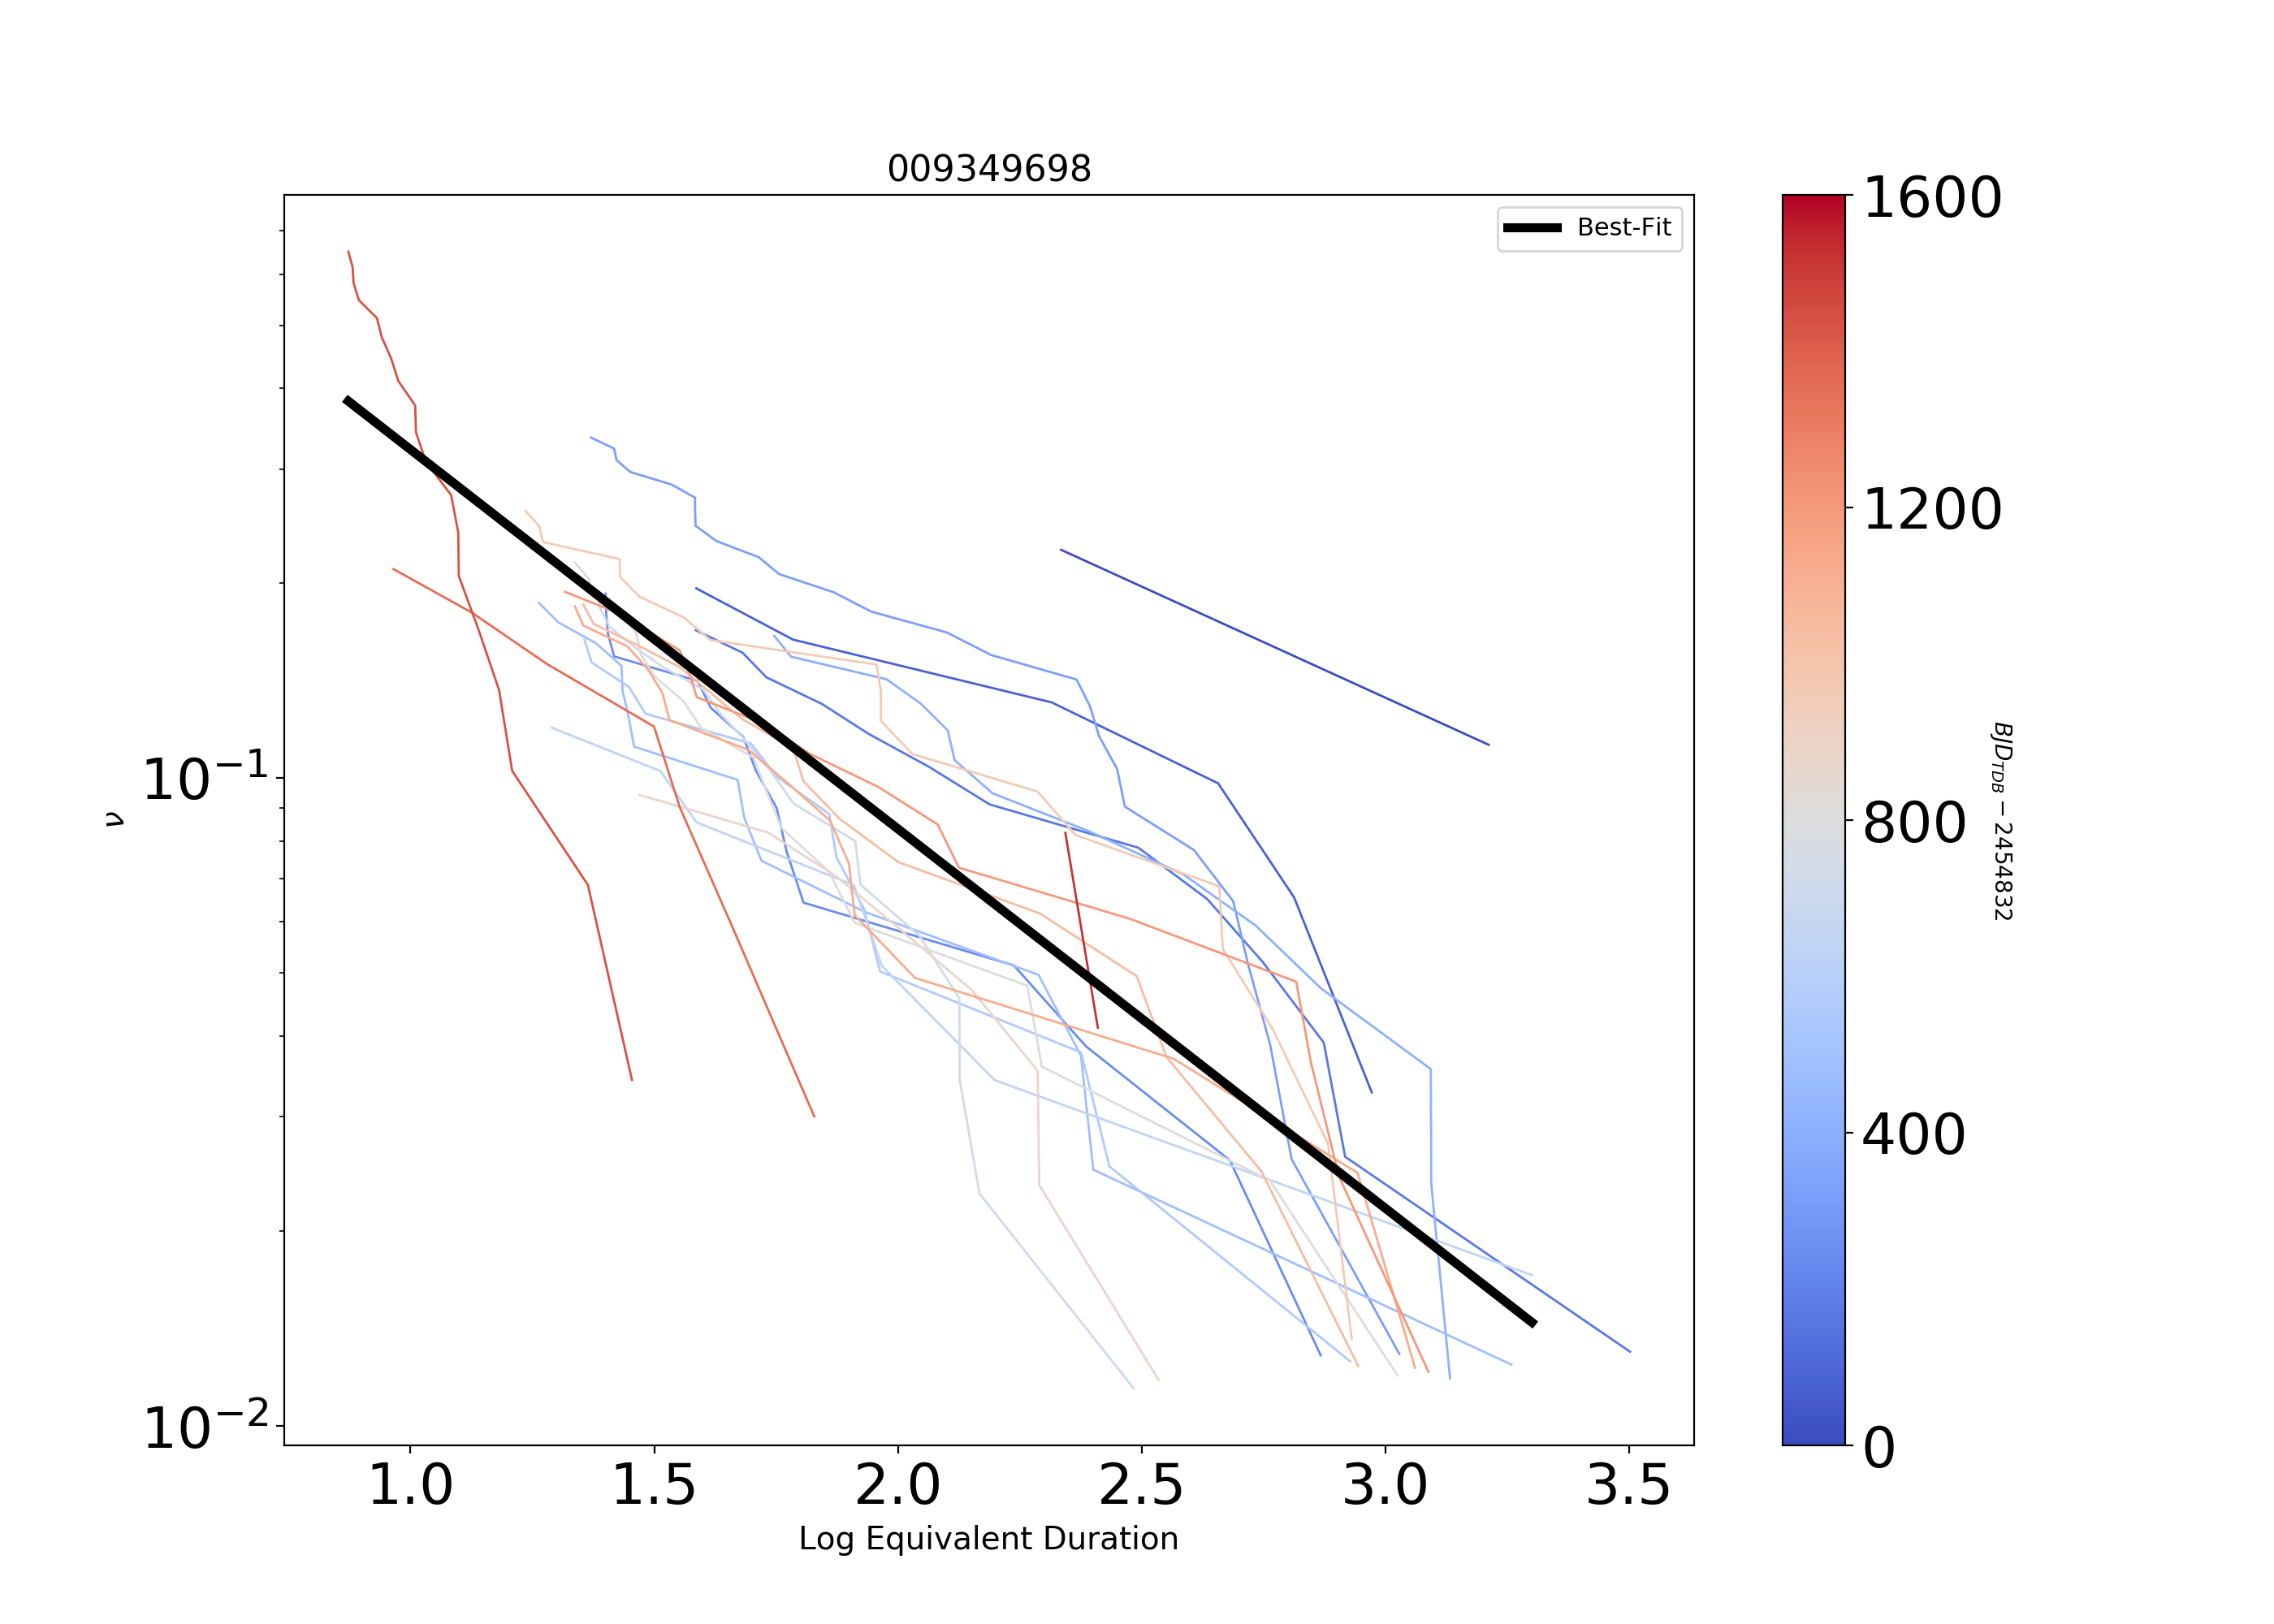 009349698
Best-Fit
10⁻¹
10⁻²
ν
1.0 1.5 2.0 2.5 3.0 3.5
Log Equivalent Duration
1600
1200
800
400
0
BJD_{TDB} − 2454832